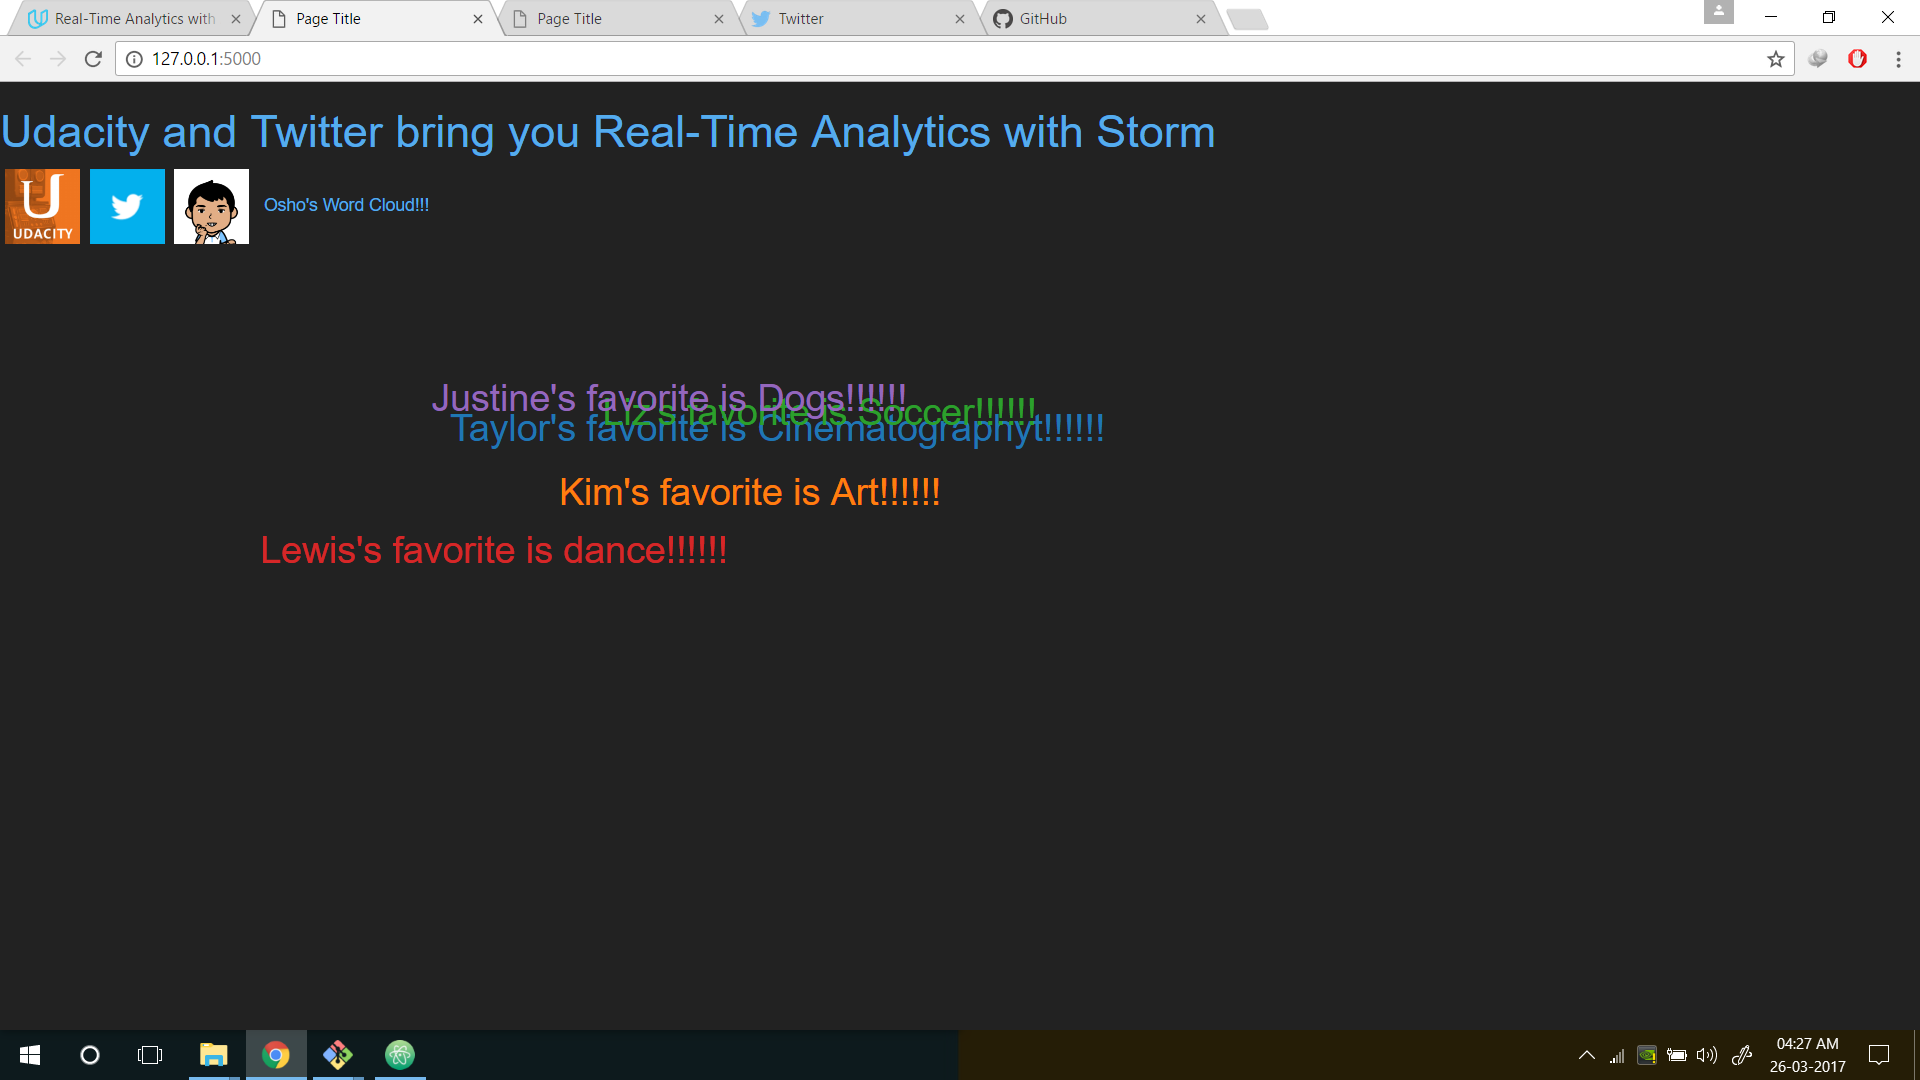 Real-Time Analytics with
Page Title
Page Title
Twitter
GitHub
127.0.0.1:5000
Udacity and Twitter bring you Real-Time Analytics with Storm
U
UDACITY
Osho's Word Cloud!!!
Justine's favorite is Dogs!!!!!!
Liz's favorite is Soccer!!!!!!
Taylor's favorite is Cinematographyt!!!!!!
Kim's favorite is Art!!!!!!
Lewis's favorite is dance!!!!!!
04:27 AM
26-03-2017